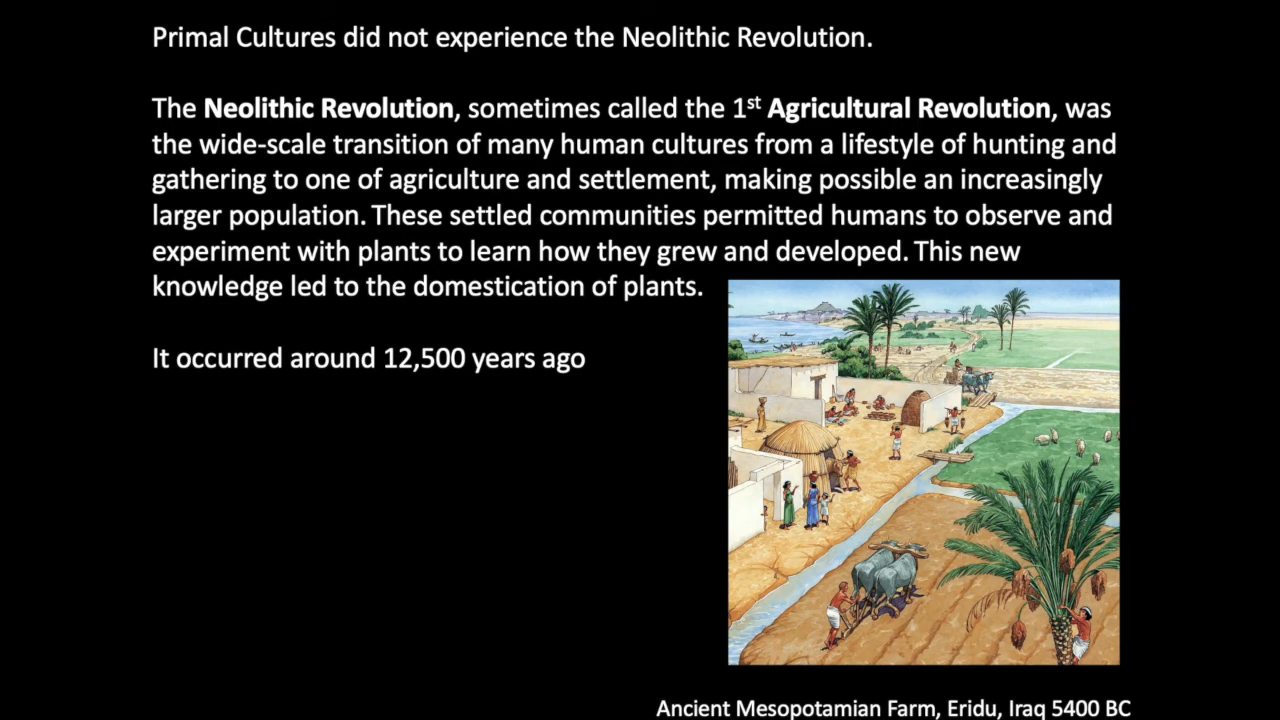 Primal Cultures did not experience the Neolithic Revolution.
The Neolithic Revolution, sometimes called the 1st Agricultural Revolution, was
the wide-scale transition of many human cultures from a lifestyle of hunting and
gathering to one of agriculture and settlement, making possible an increasingly
larger population. These settled communities permitted humans to observe and
experiment with plants to learn how they grew and developed. This new
knowledge led to the domestication of plants.
It occurred around 12,500 years ago
Ancient Mesopotamian Farm, Eridu, Iraq 5400 BC